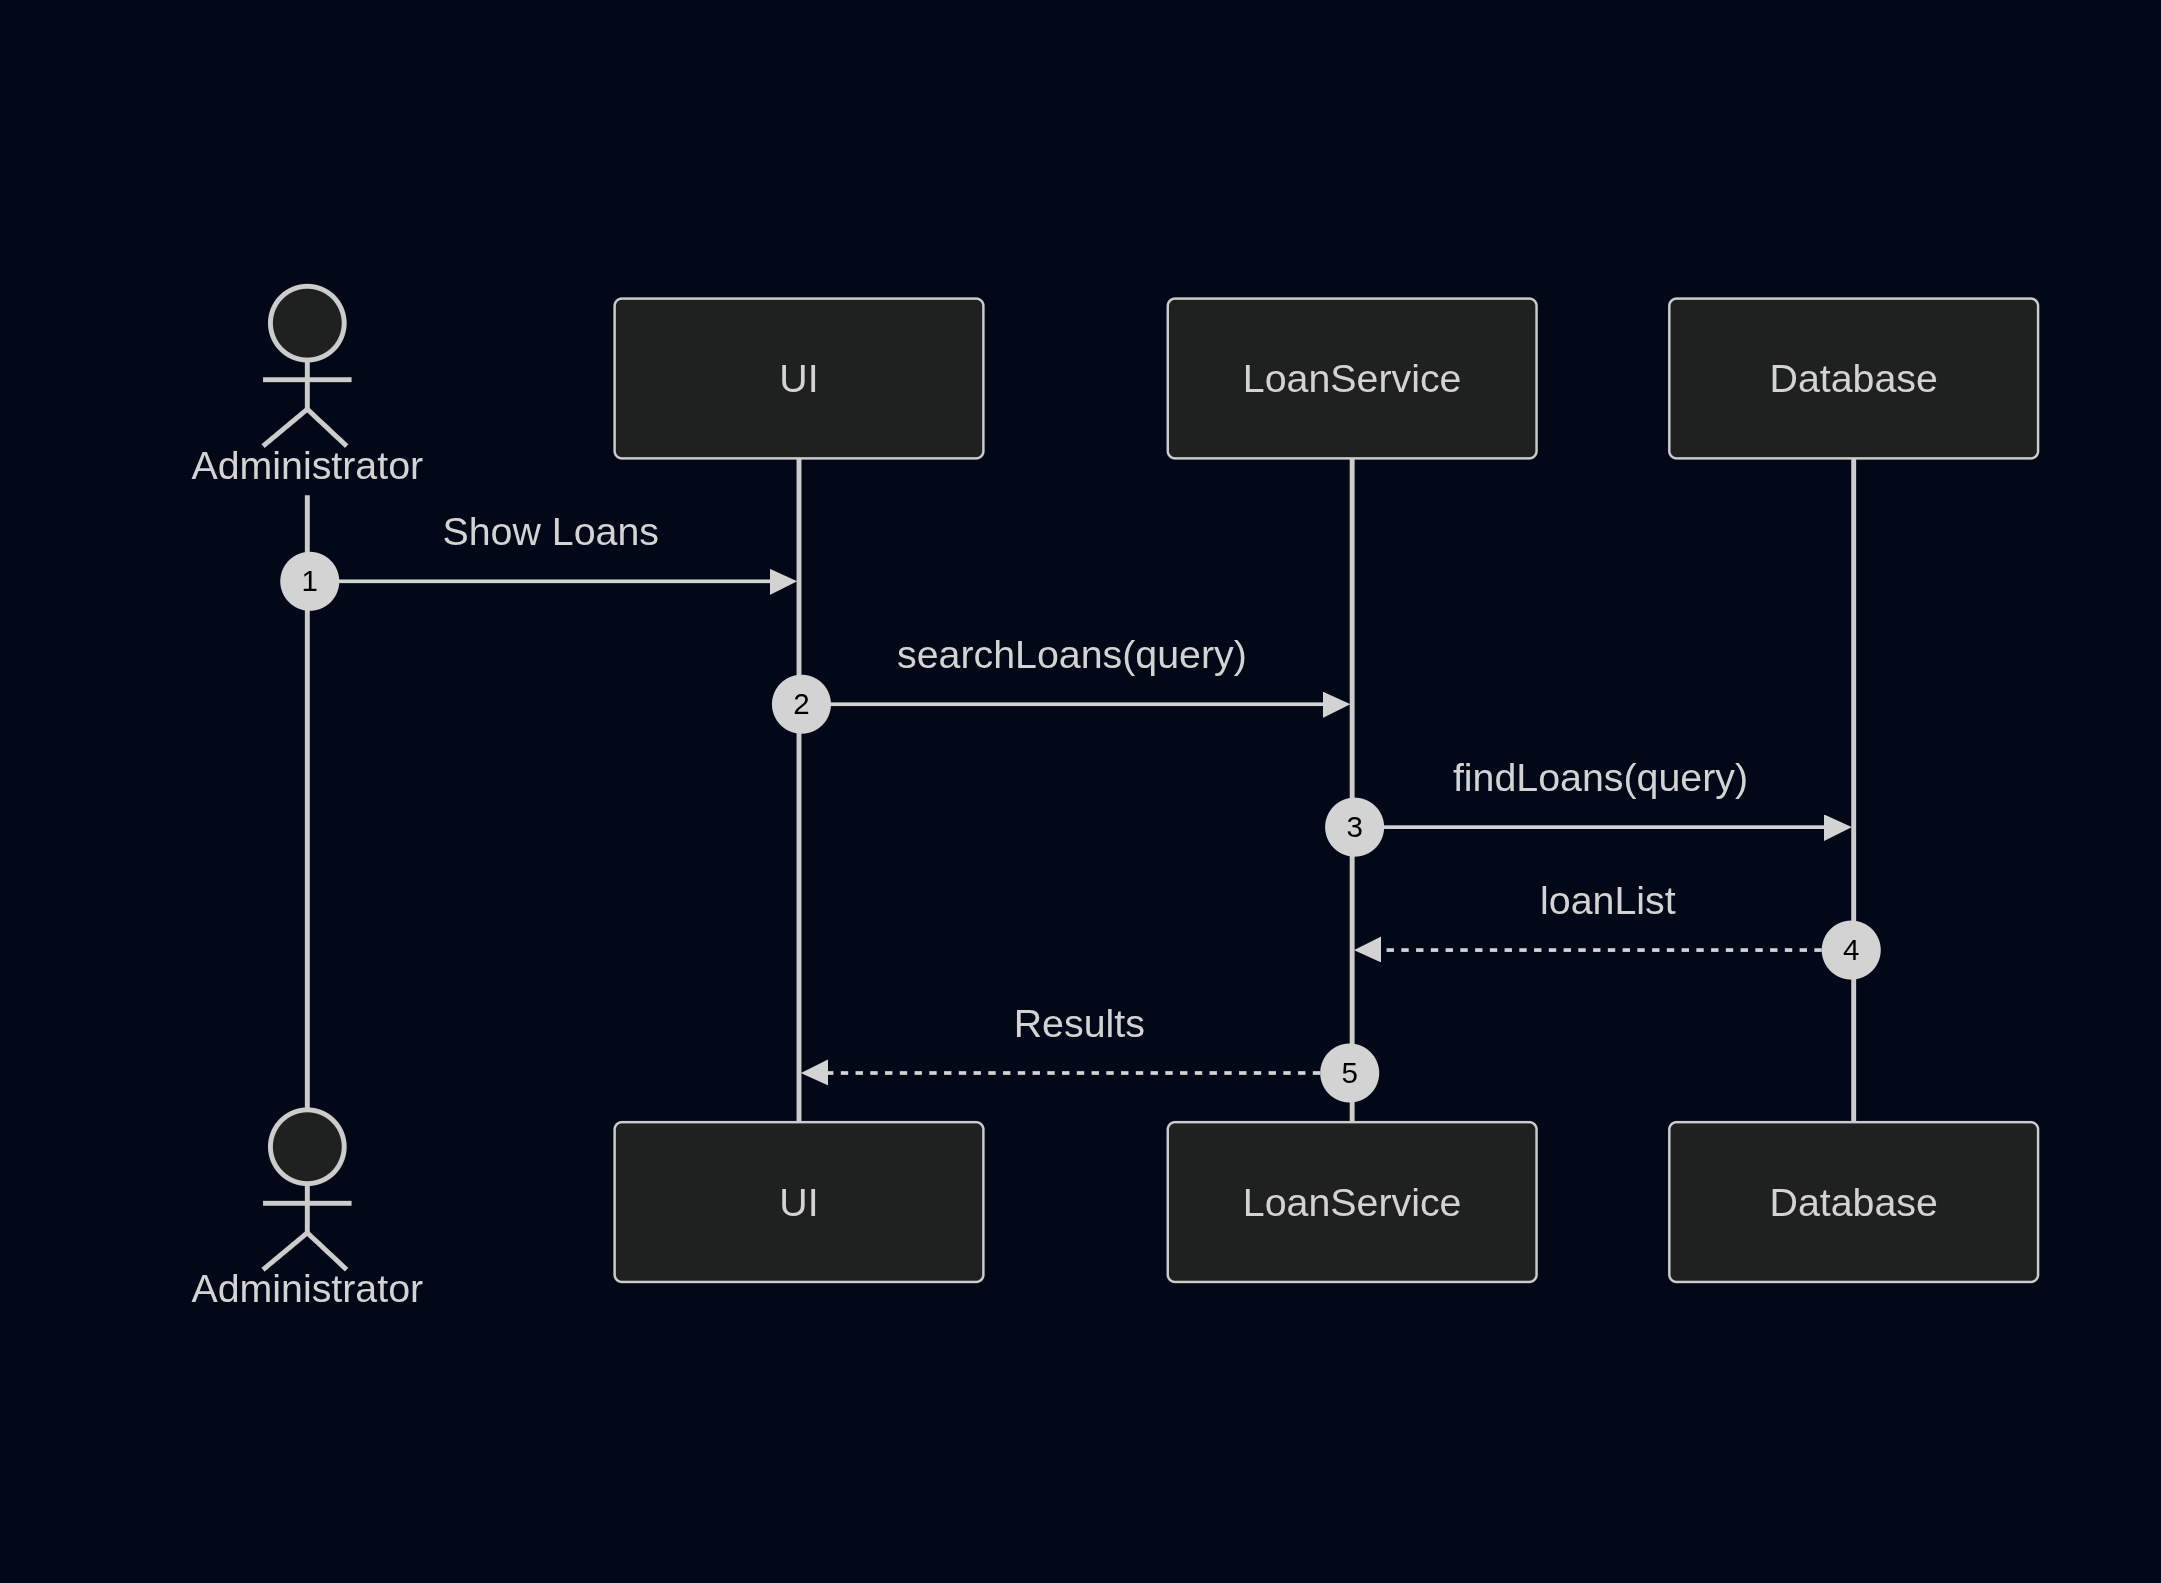 UI
LoanService
Database
Administrator
Show Loans
1
searchLoans(query)
2
findLoans(query)
3
loanList
4
Results
5
UI
LoanService
Database
Administrator